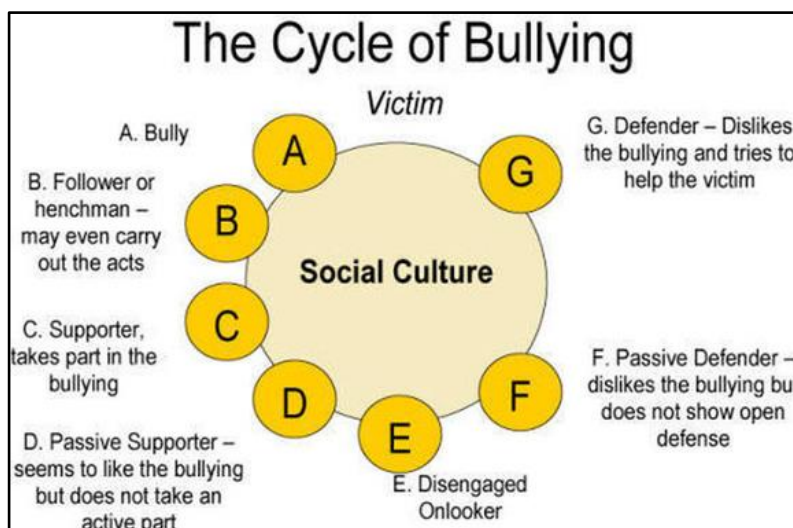 The Cycle of Bullying
Victim
A. Bully
B. Follower or
henchman –
may even carry
out the acts
C. Supporter,
takes part in the
bullying
D. Passive Supporter –
seems to like the bullying
but does not take an
active part
A
B
C
D
E
F
G
Social Culture
E. Disengaged
Onlooker
G. Defender – Dislikes
the bullying and tries to
help the victim
F. Passive Defender –
dislikes the bullying but
does not show open
defense